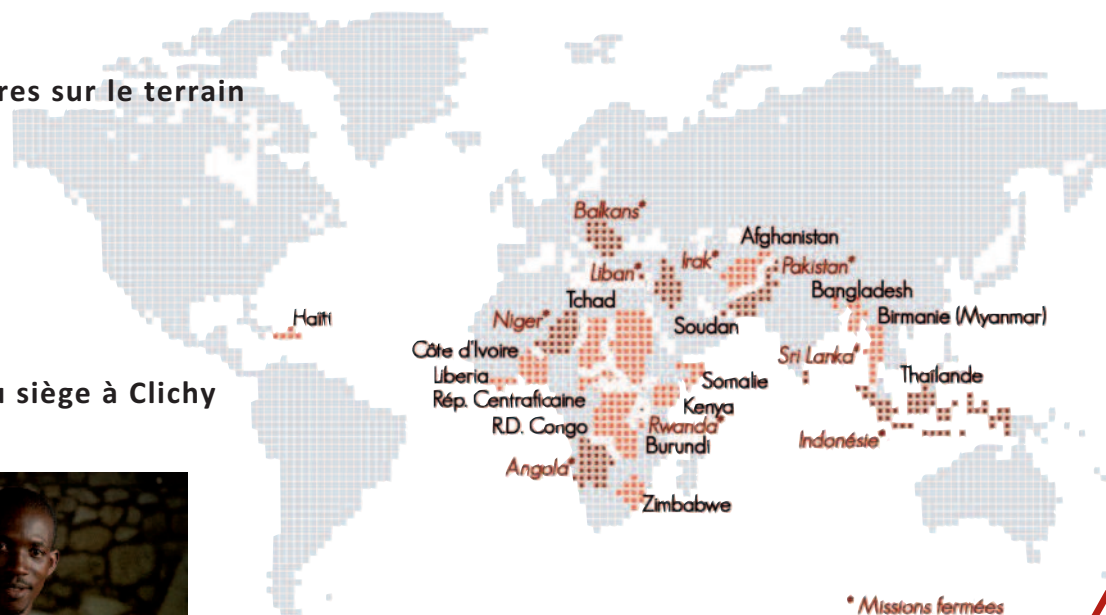 res sur le terrain
Balkans*
Afghanistan
Liban*
Irak*
Pakistan*
Tchad
Bangladesh
Haïti
Niger*
Soudan
Birmanie (Myanmar)
Côte d'Ivoire
Sri Lanka*
Liberia
Somalie
Thaïlande
u siège à Clichy
Rép. Centraficaine
Kenya
R.D. Congo
Rwanda*
Burundi
Indonésie*
Angola*
Zimbabwe
* Missions fermées